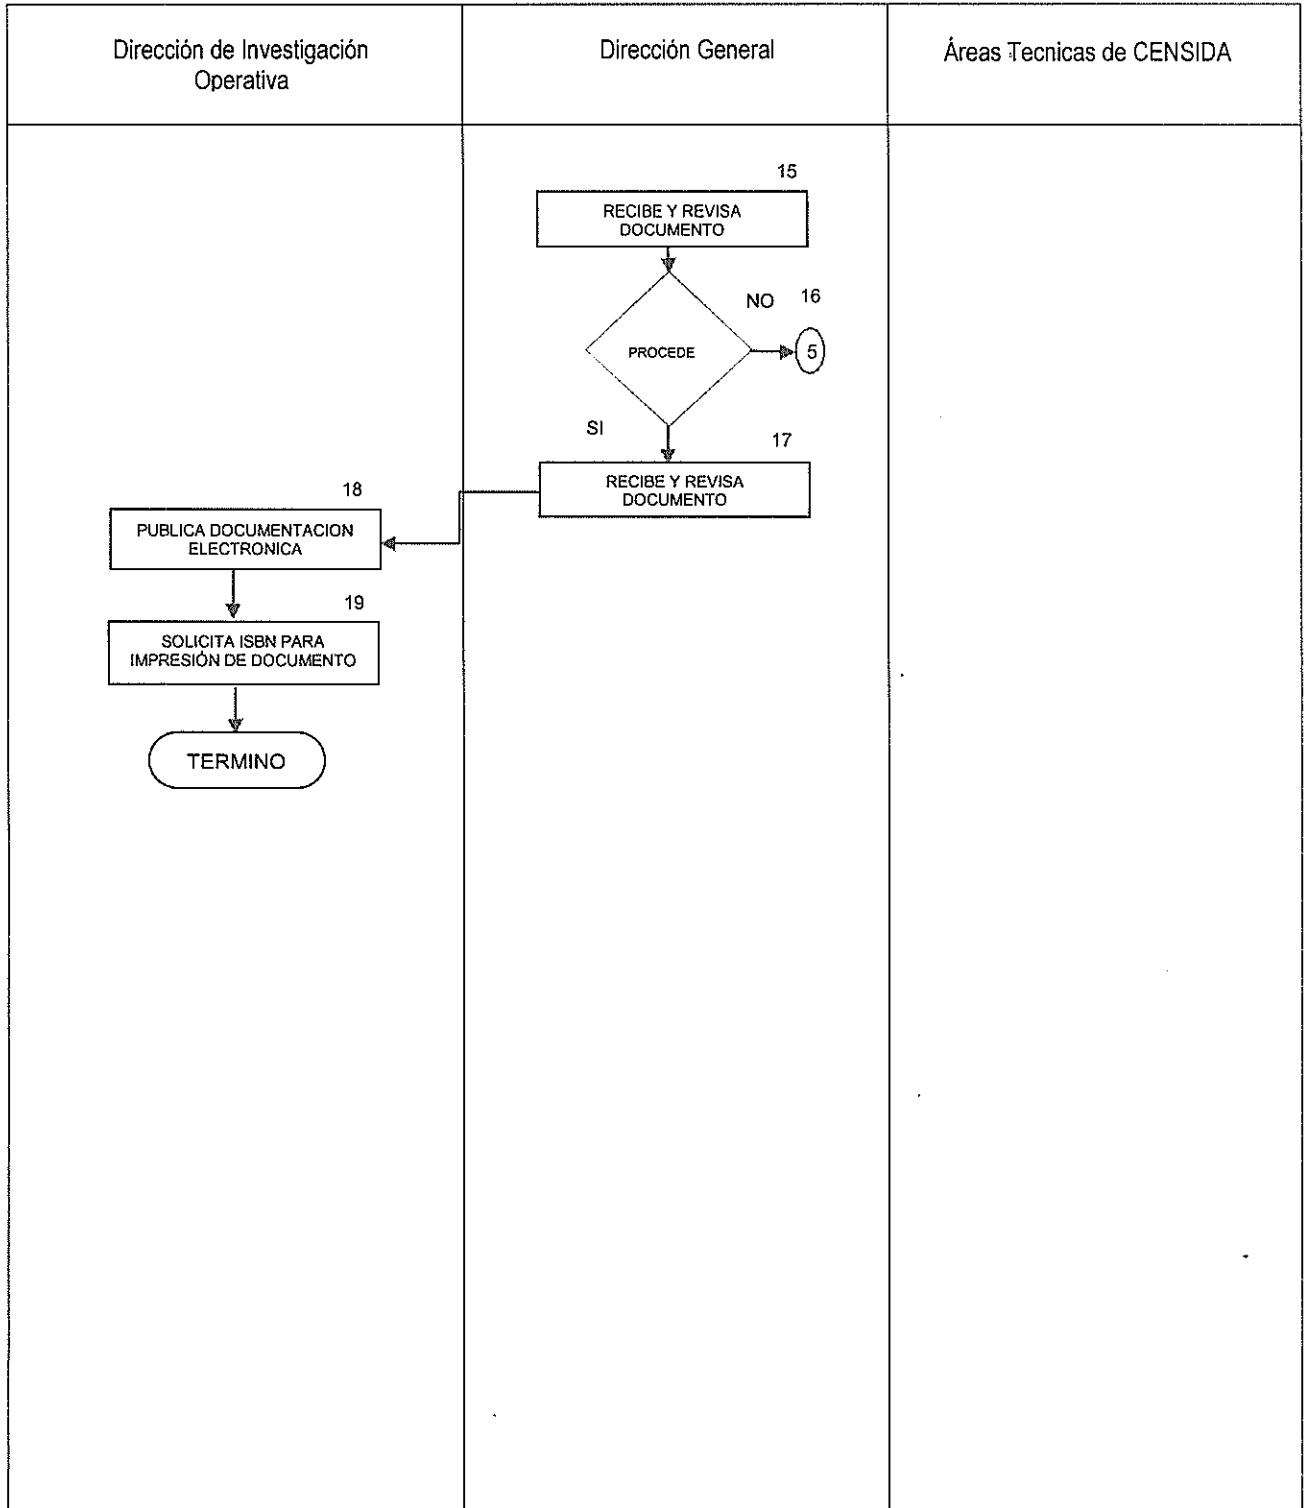 Dirección de Investigación
Operativa
Dirección General
Áreas Tecnicas de CENSIDA
15
RECIBE Y REVISA
DOCUMENTO
NO
16
PROCEDE
5
SI
17
RECIBE Y REVISA
DOCUMENTO
18
PUBLICA DOCUMENTACION
ELECTRONICA
19
SOLICITA ISBN PARA
IMPRESIÓN DE DOCUMENTO
TERMINO